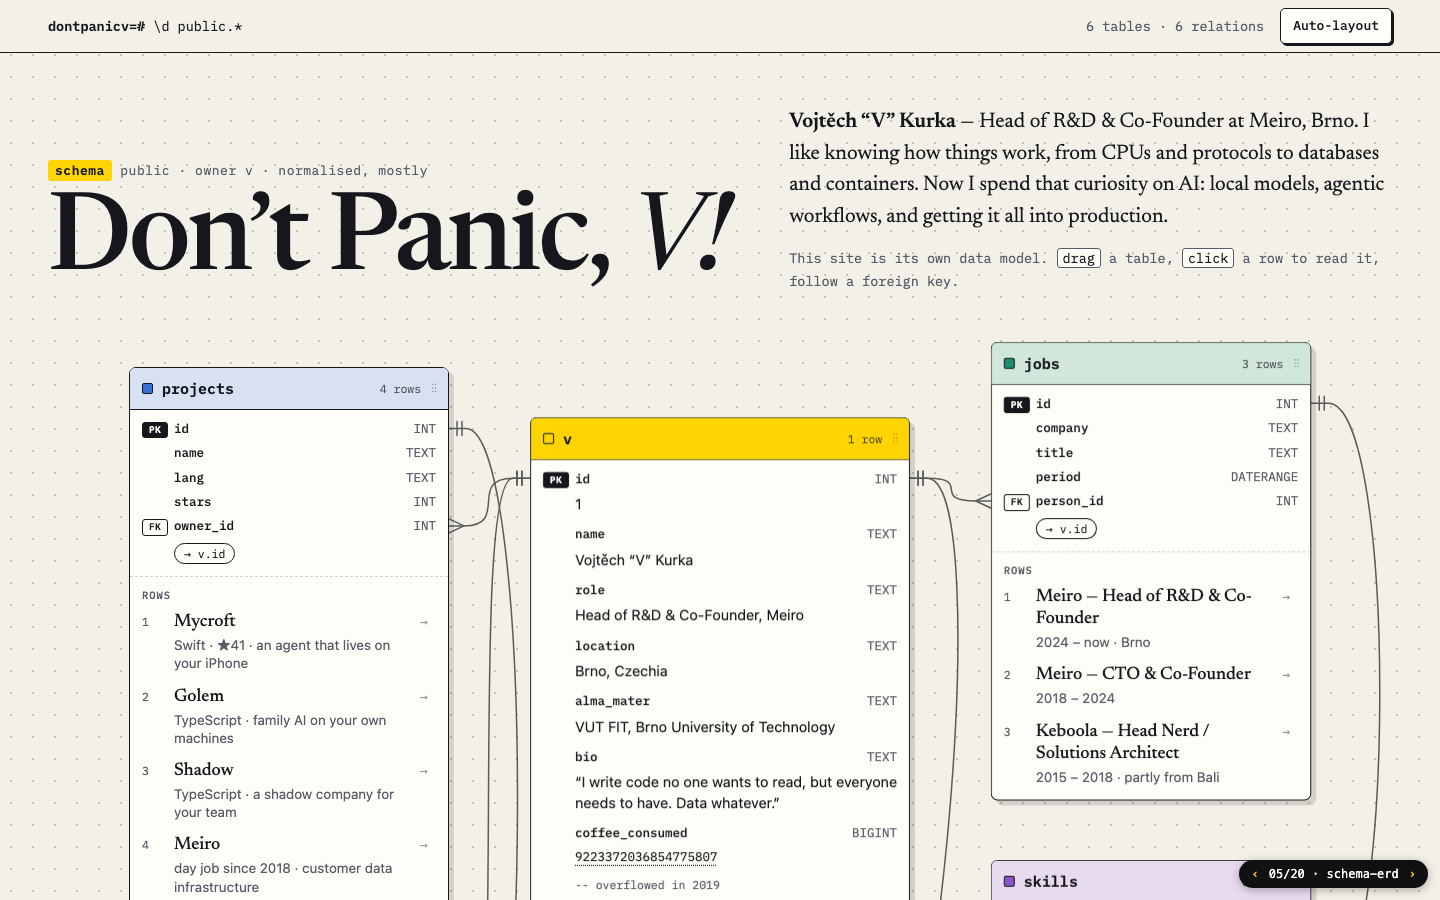 dontpanicv=# \d public.*
6 tables · 6 relations
Auto-layout
schema public · owner v · normalised, mostly
Don’t Panic, V!
Vojtěch “V” Kurka — Head of R&D & Co-Founder at Meiro, Brno. I
like knowing how things work, from CPUs and protocols to databases
and containers. Now I spend that curiosity on AI: local models, agentic
workflows, and getting it all into production.
This site is its own data model. drag a table, click a row to read it,
follow a foreign key.
projects 4 rows
PK id INT
name TEXT
lang TEXT
stars INT
FK owner_id INT
→ v.id
ROWS
1 Mycroft →
Swift · ★41 · an agent that lives on
your iPhone
2 Golem →
TypeScript · family AI on your own
machines
3 Shadow →
TypeScript · a shadow company for
your team
4 Meiro →
day job since 2018 · customer data
infrastructure
v 1 row
PK id INT
1
name TEXT
Vojtěch “V” Kurka
role TEXT
Head of R&D & Co-Founder, Meiro
location TEXT
Brno, Czechia
alma_mater TEXT
VUT FIT, Brno University of Technology
bio TEXT
“I write code no one wants to read, but everyone
needs to have. Data whatever.”
coffee_consumed BIGINT
9223372036854775807
-- overflowed in 2019
jobs 3 rows
PK id INT
company TEXT
title TEXT
period DATERANGE
FK person_id INT
→ v.id
ROWS
1 Meiro — Head of R&D & Co- →
Founder
2024 – now · Brno
2 Meiro — CTO & Co-Founder →
2018 – 2024
3 Keboola — Head Nerd / →
Solutions Architect
2015 – 2018 · partly from Bali
skills
‹ 05/20 · schema-erd ›